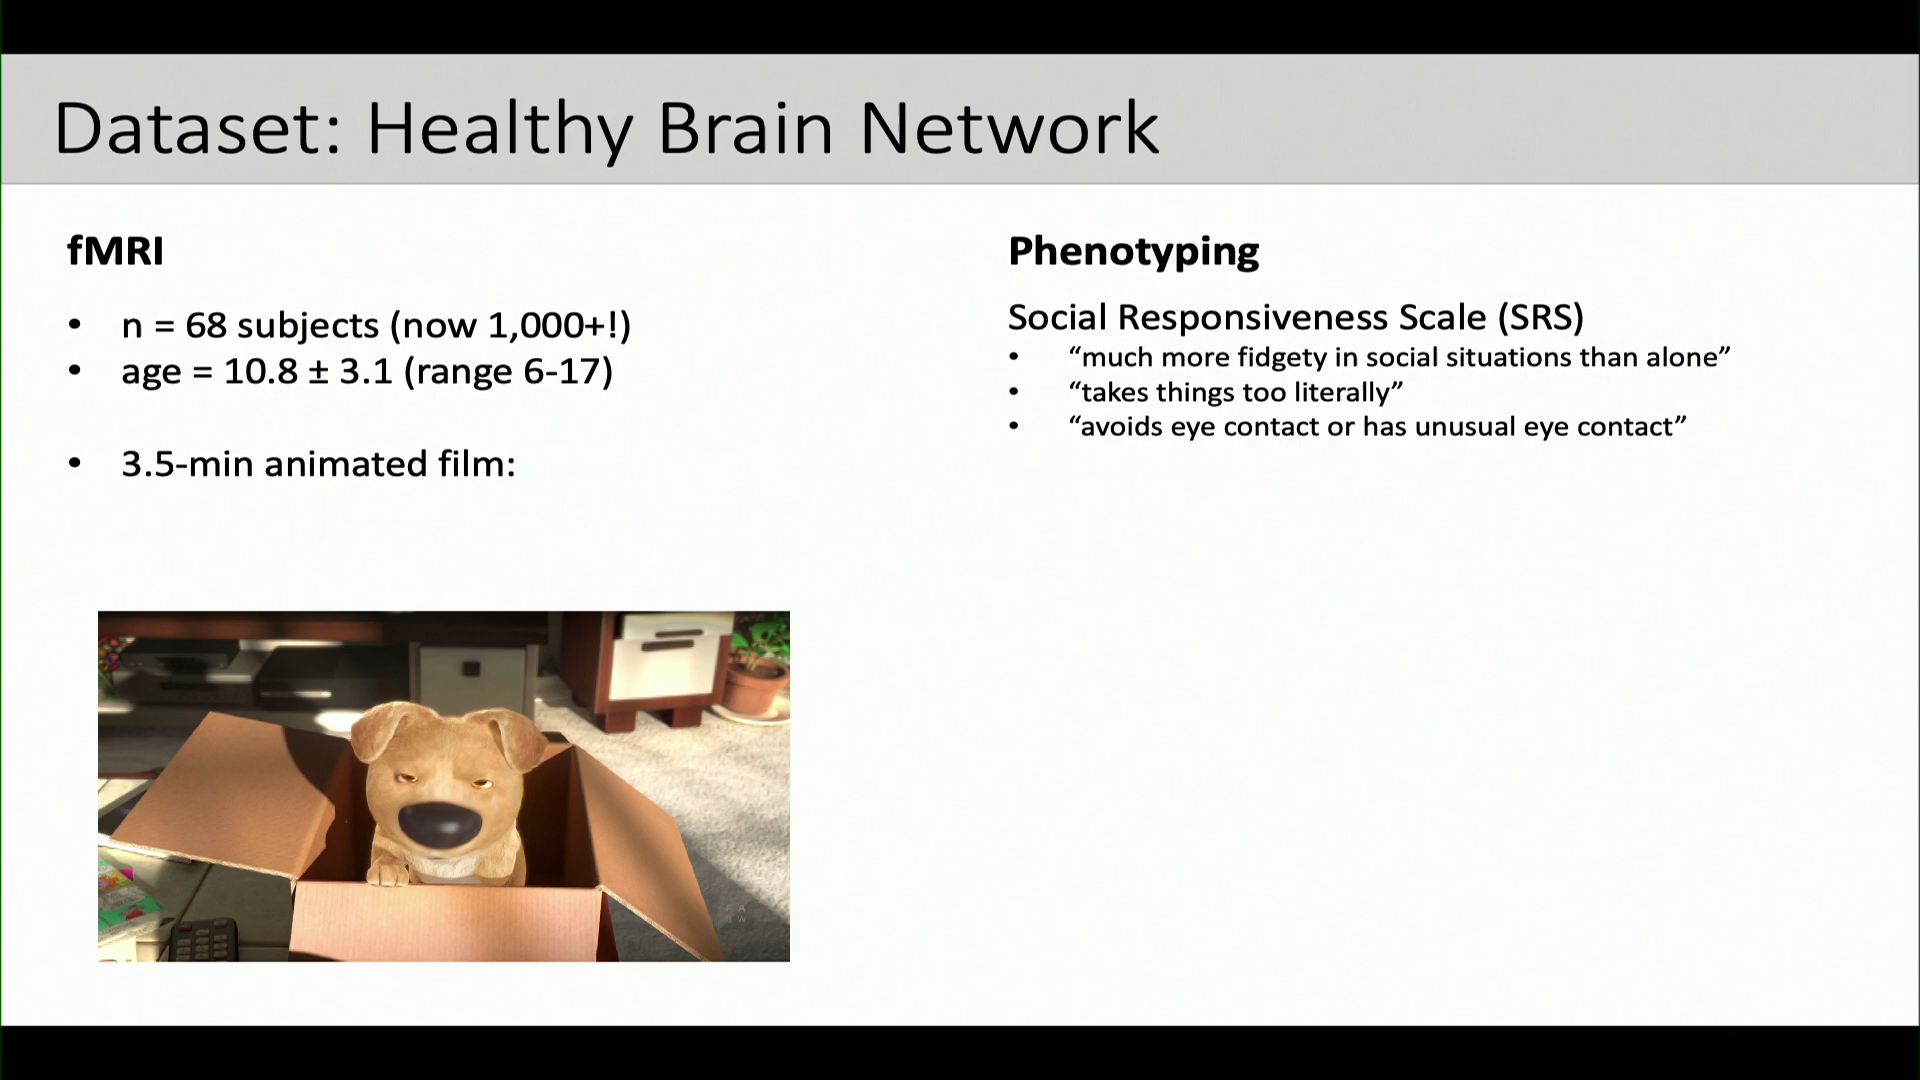 Dataset: Healthy Brain Network
fMRI
• n = 68 subjects (now 1,000+!)
• age = 10.8 ± 3.1 (range 6-17)
• 3.5-min animated film:
Phenotyping
Social Responsiveness Scale (SRS)
• “much more fidgety in social situations than alone”
• “takes things too literally”
• “avoids eye contact or has unusual eye contact”